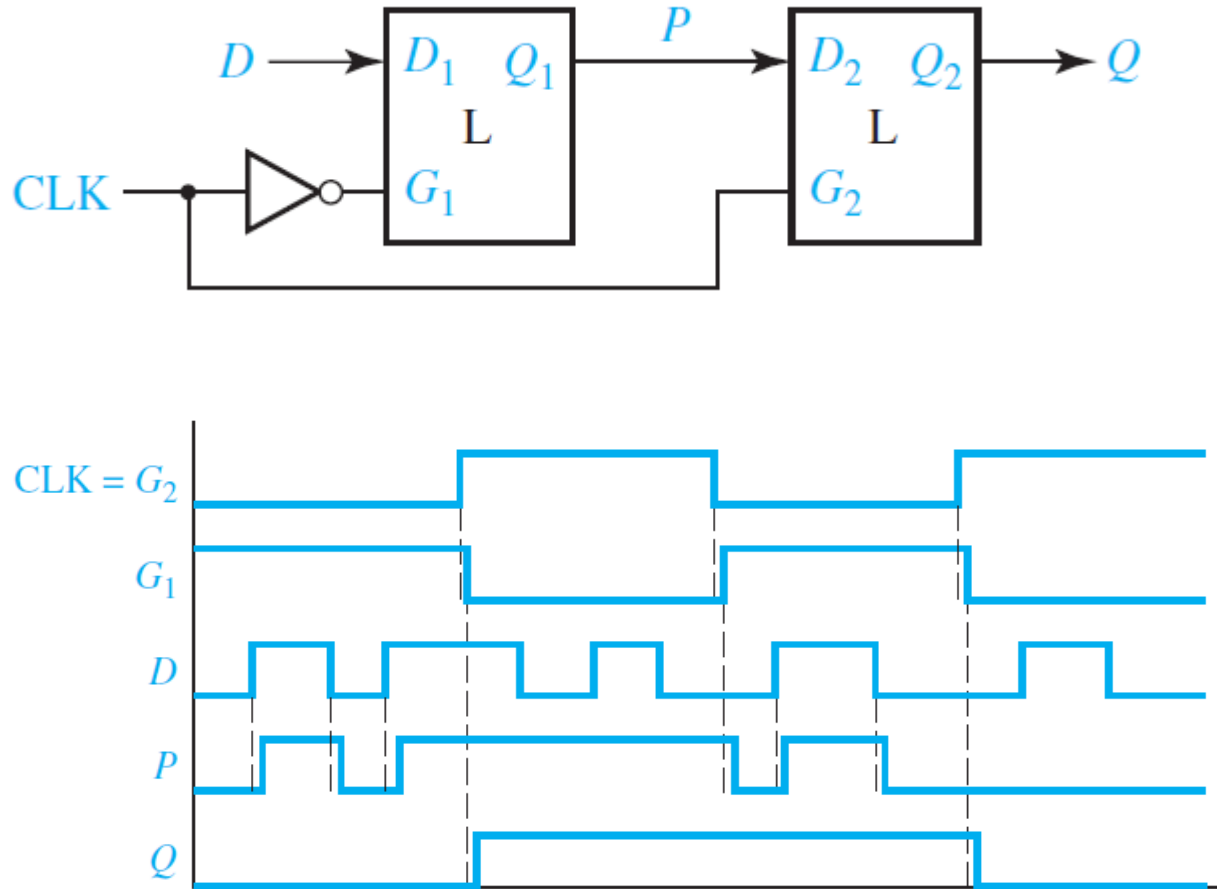 P
D D₁ Q₁ D₂ Q₂ Q
L L
CLK G₁ G₂
CLK = G₂
G₁
D
P
Q